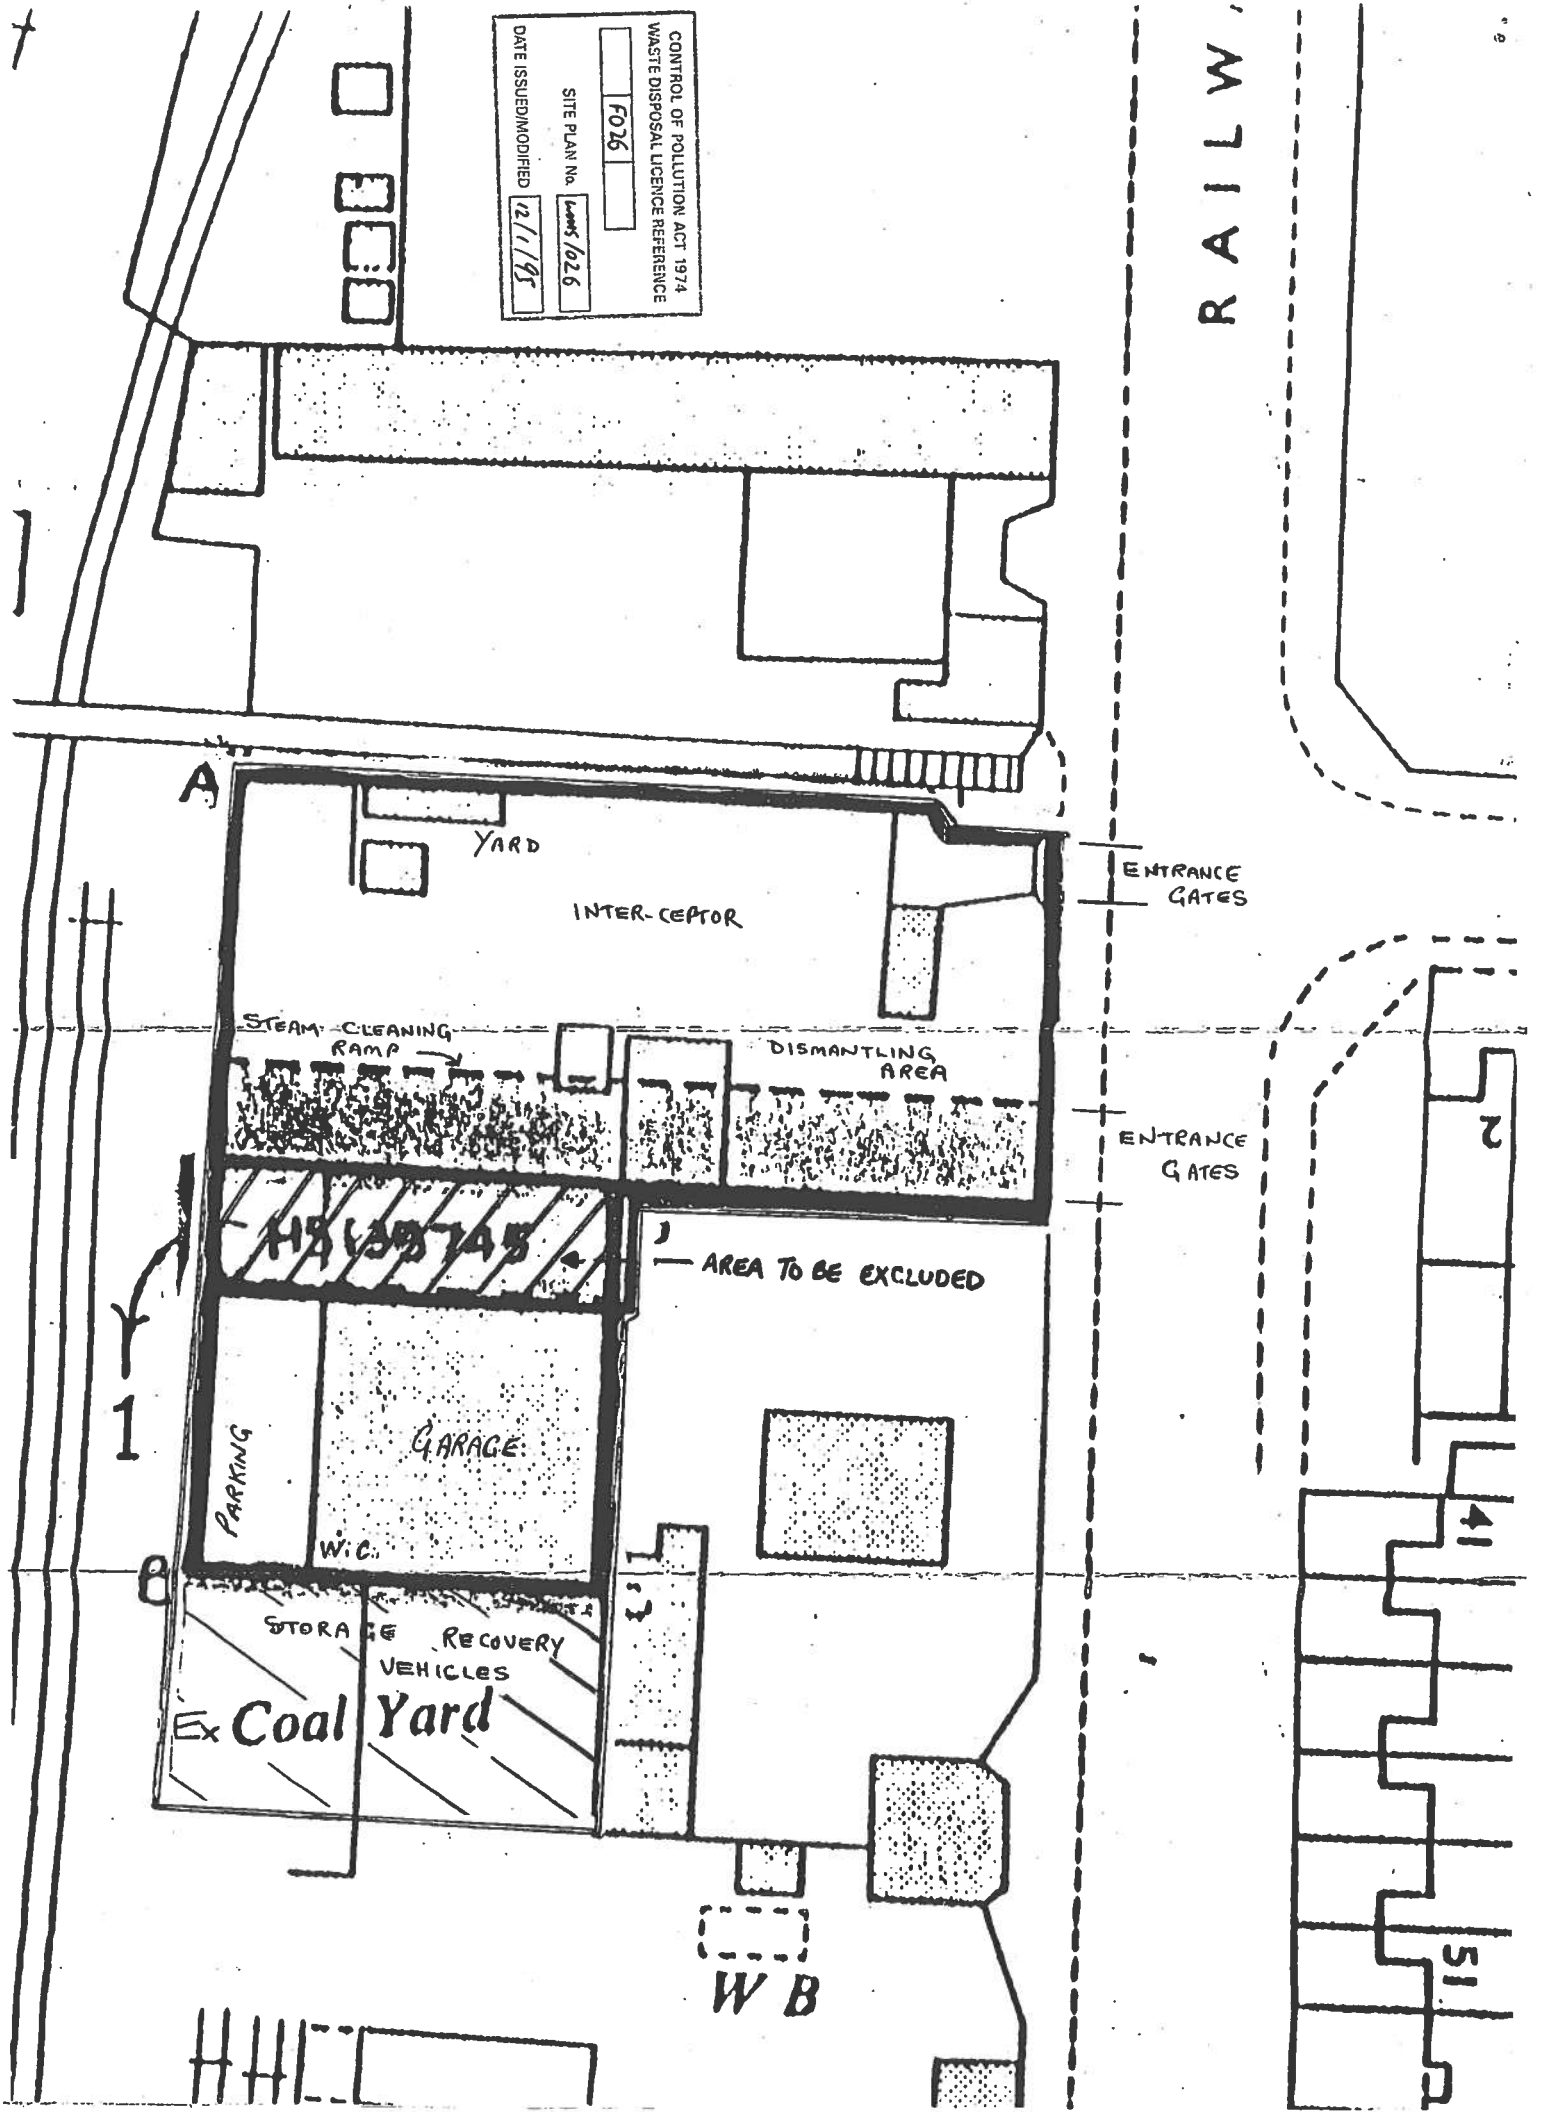 CONTROL OF POLLUTION ACT 1974
WASTE DISPOSAL LICENCE REFERENCE
F026
SITE PLAN No. WMS/026
DATE ISSUED/MODIFIED 12/1/95
RAILW
A
YARD
INTER-CEPTOR
ENTRANCE
GATES
STEAM CLEANING
RAMP
DISMANTLING
AREA
ENTRANCE
GATES
2
AREA TO BE EXCLUDED
1
PARKING
GARAGE
W.C.
41
B
STORAGE RECOVERY
VEHICLES
Ex Coal Yard
51
W B